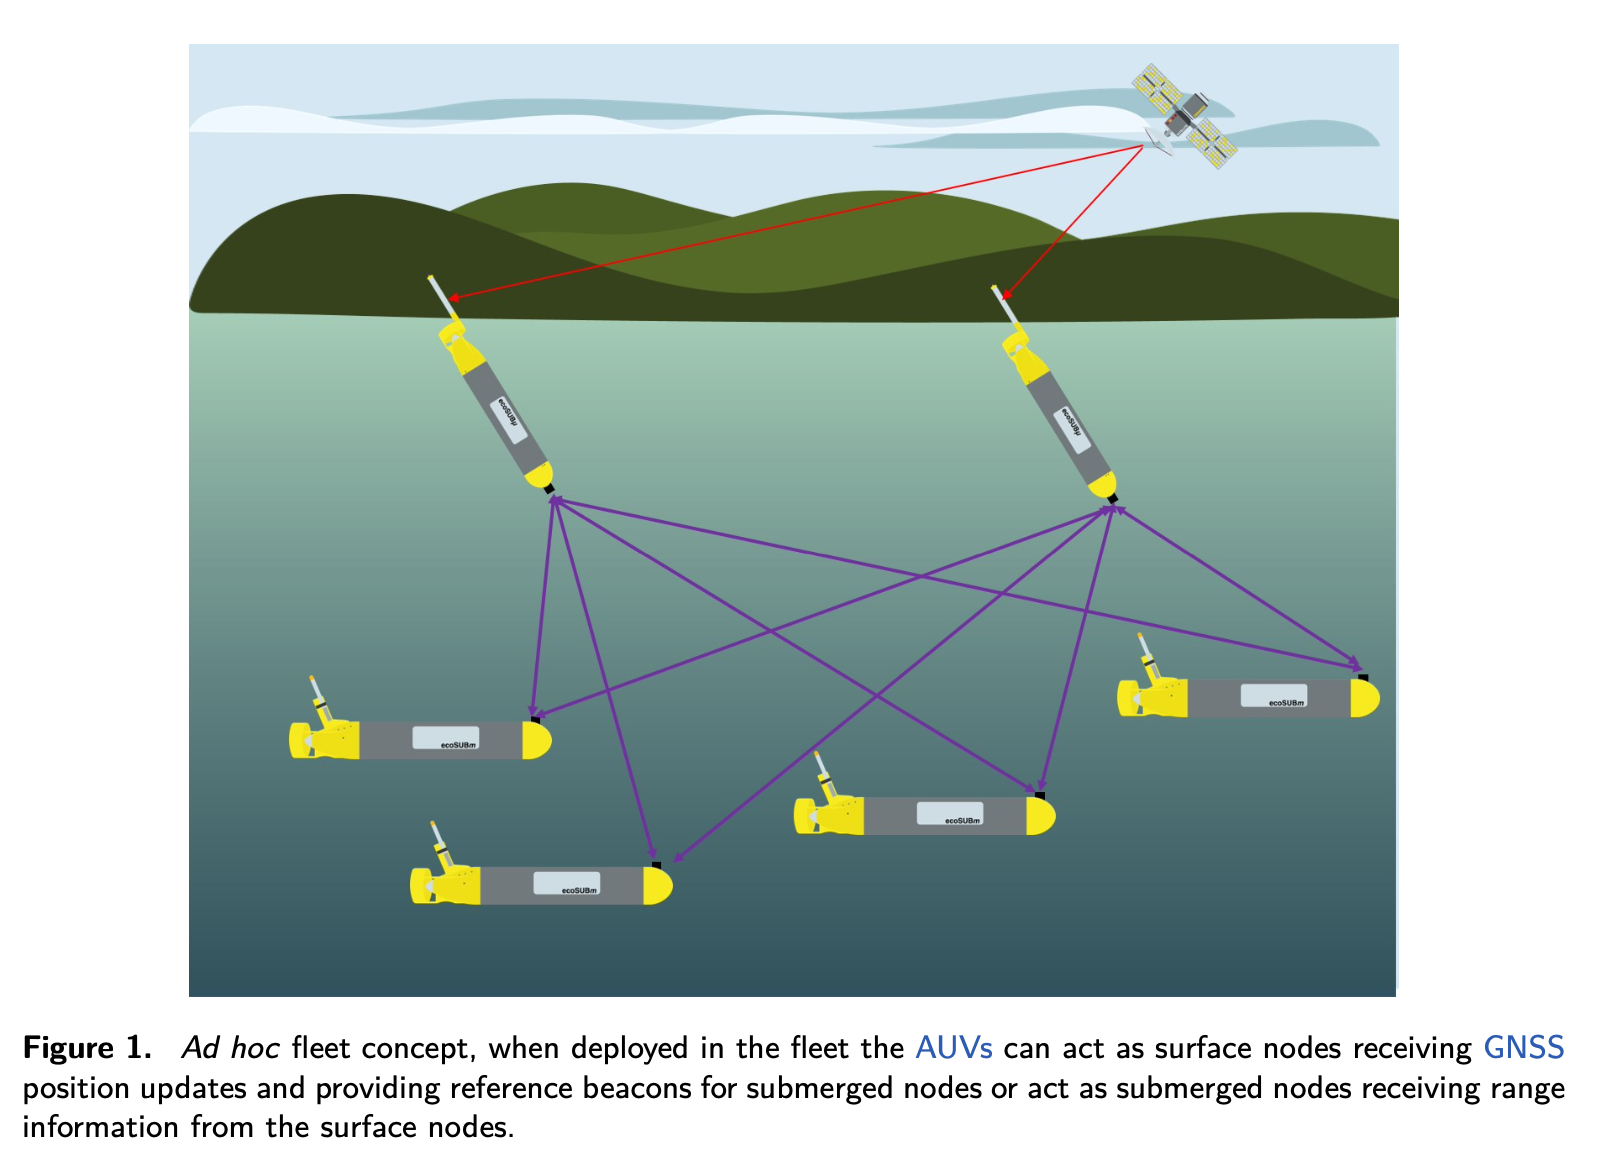 ecoSUBµ
ecoSUBµ
ecoSUBm
ecoSUBm
ecoSUBm
ecoSUBm
Figure 1. Ad hoc fleet concept, when deployed in the fleet the AUVs can act as surface nodes receiving GNSS
position updates and providing reference beacons for submerged nodes or act as submerged nodes receiving range
information from the surface nodes.